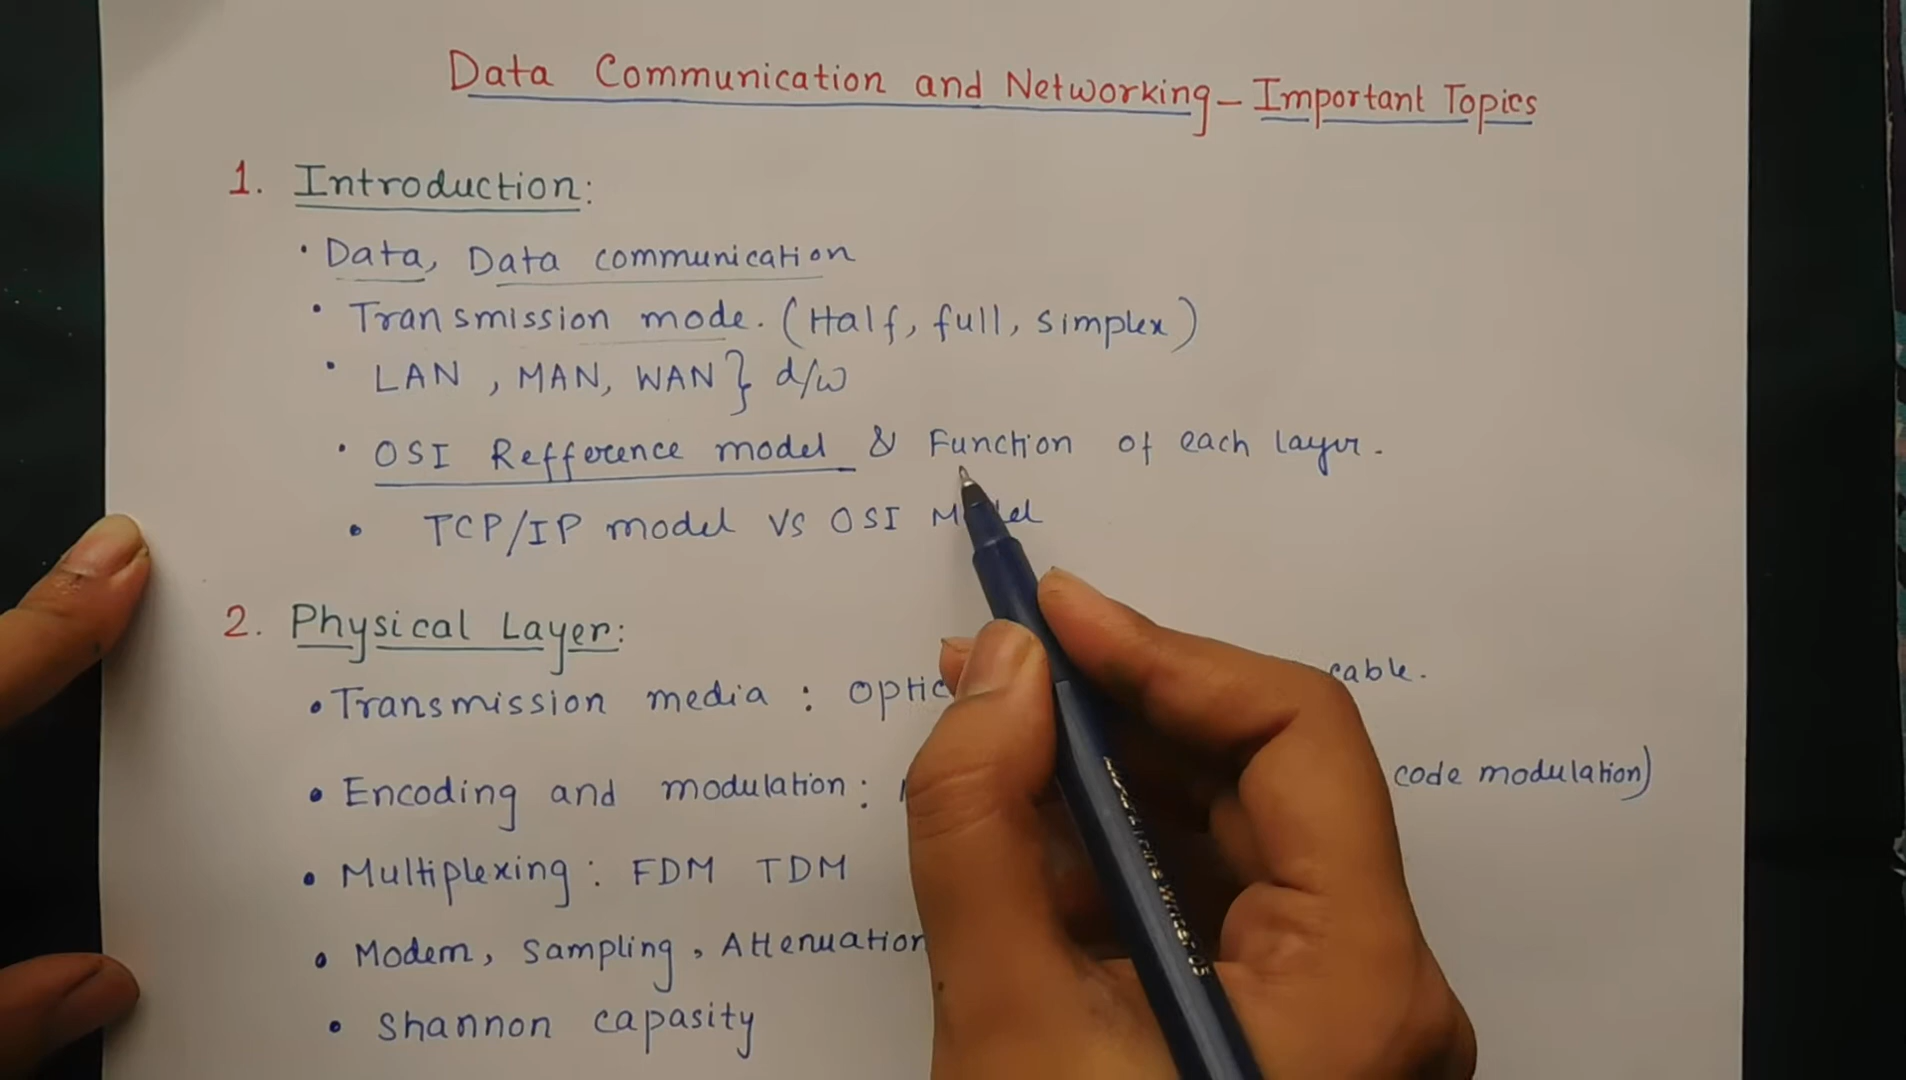 Data Communication and Networking - Important Topics
1. Introduction:
• Data, Data communication
• Transmission mode. (Half, full, simplex)
• LAN, MAN, WAN} d/w
• OSI Refference model & Function of each layer.
• TCP/IP model vs OSI Model
2. Physical Layer:
• Transmission media : optic cable.
• Encoding and modulation: code modulation)
• Multiplexing: FDM TDM
• Modem, Sampling, Attenuation
• Shannon capasity